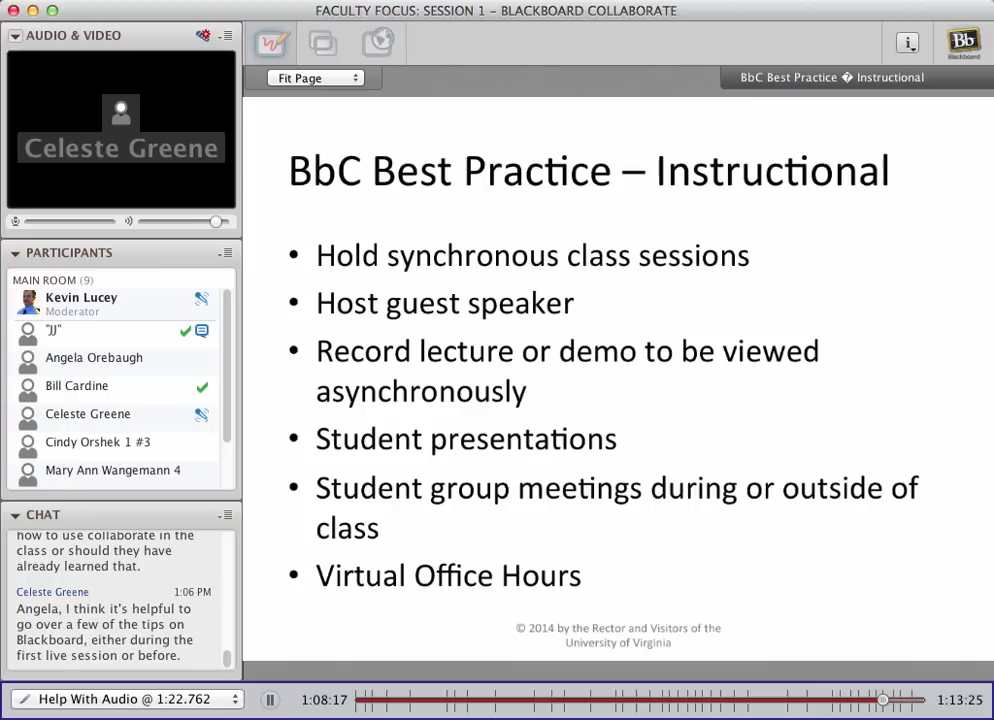 FACULTY FOCUS: SESSION 1 – BLACKBOARD COLLABORATE
AUDIO & VIDEO
Celeste Greene
PARTICIPANTS
MAIN ROOM (9)
Kevin Lucey
Moderator
"JJ"
Angela Orebaugh
Bill Cardine
Celeste Greene
Cindy Orshek 1 #3
Mary Ann Wangemann 4
CHAT
how to use collaborate in the
class or should they have
already learned that.
Celeste Greene 1:06 PM
Angela, I think it's helpful to
go over a few of the tips on
Blackboard, either during the
first live session or before.
Fit Page
i
Bb
Blackboard
BbC Best Practice � Instructional
BbC Best Practice – Instructional
• Hold synchronous class sessions
• Host guest speaker
• Record lecture or demo to be viewed
asynchronously
• Student presentations
• Student group meetings during or outside of
class
• Virtual Office Hours
© 2014 by the Rector and Visitors of the
University of Virginia
Help With Audio @ 1:22.762
1:08:17
1:13:25